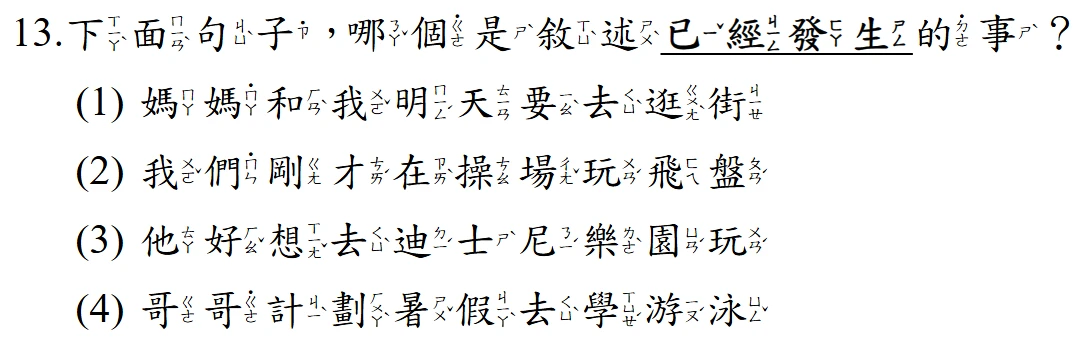 13.下面句子，哪個是敘述已經發生的事？
(1) 媽媽和我明天要去逛街
(2) 我們剛才在操場玩飛盤
(3) 他好想去迪士尼樂園玩
(4) 哥哥計劃暑假去學游泳